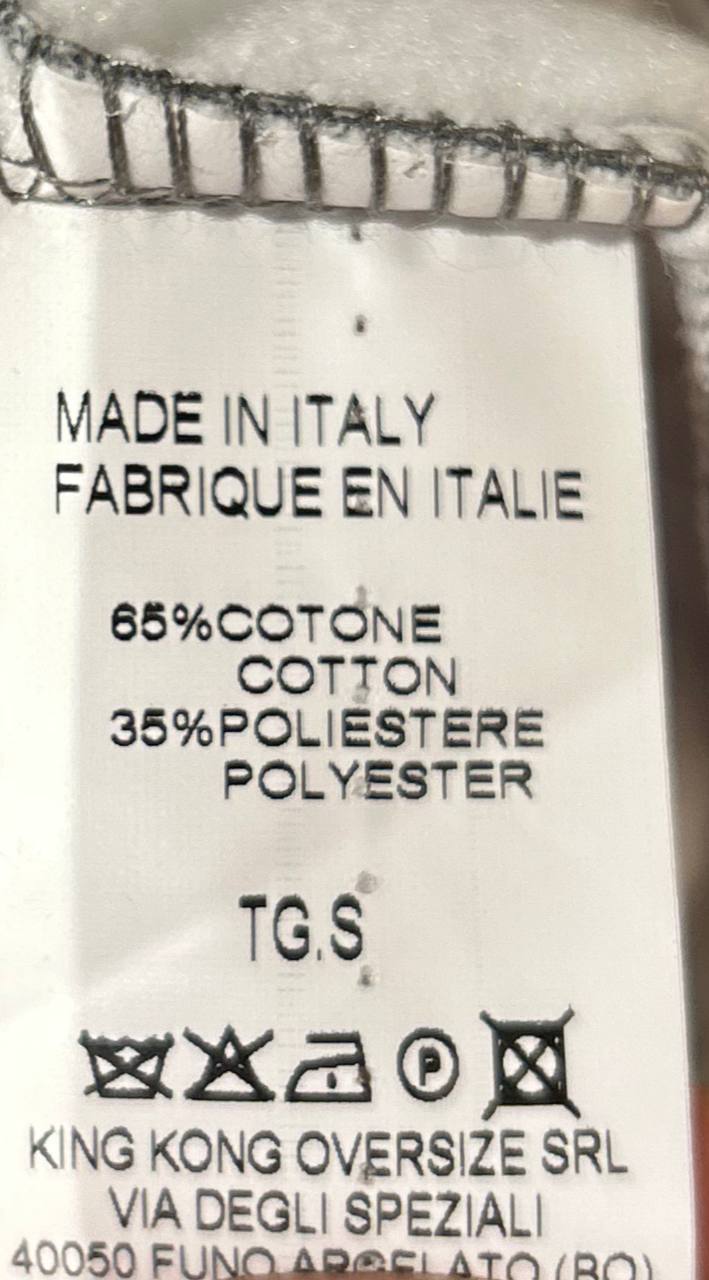 MADE IN ITALY
FABRIQUE EN ITALIE
65%COTONE
COTTON
35%POLIESTERE
POLYESTER
TG.S
P
KING KONG OVERSIZE SRL
VIA DEGLI SPEZIALI
40050 FUNO ARGELATO (BO)